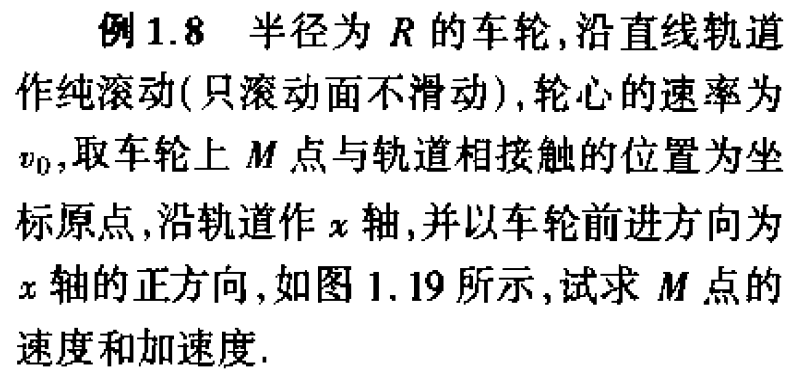 例1.8 半径为 R 的车轮,沿直线轨道
作纯滚动(只滚动面不滑动),轮心的速率为
v₀,取车轮上 M 点与轨道相接触的位置为坐
标原点,沿轨道作 x 轴,并以车轮前进方向为
x 轴的正方向,如图 1.19 所示,试求 M 点的
速度和加速度.